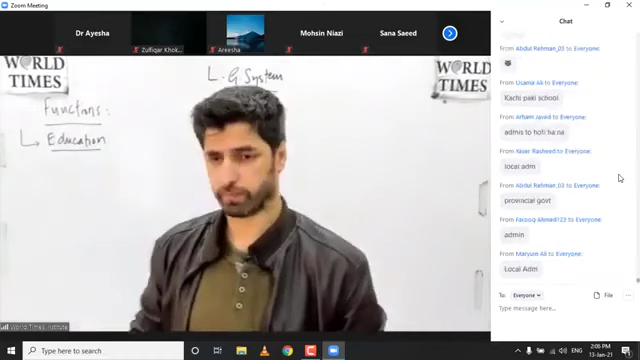 Zoom Meeting
Dr Ayesha
Zulfiqar Khok...
Areesha
Mohsin Niazi
Sana Saeed
WORLD
TIMES
L.G System
WORLD
TIMES
Functions:
Education
World Times Institute
Chat
From Abdul Rehman_03 to Everyone:
From Usama Ali to Everyone:
Kachi paki school
From Arham Javed to Everyone:
admis to hoti ha na
From Yasir Rasheed to Everyone:
local adm
From Abdul Rehman_03 to Everyone:
provincial govt
From Farooq Ahmad123 to Everyone:
admin
From Maryum Ali to Everyone:
Local Adm
To: Everyone
File
Type message here...
Type here to search
2:05 PM
13-Jan-21